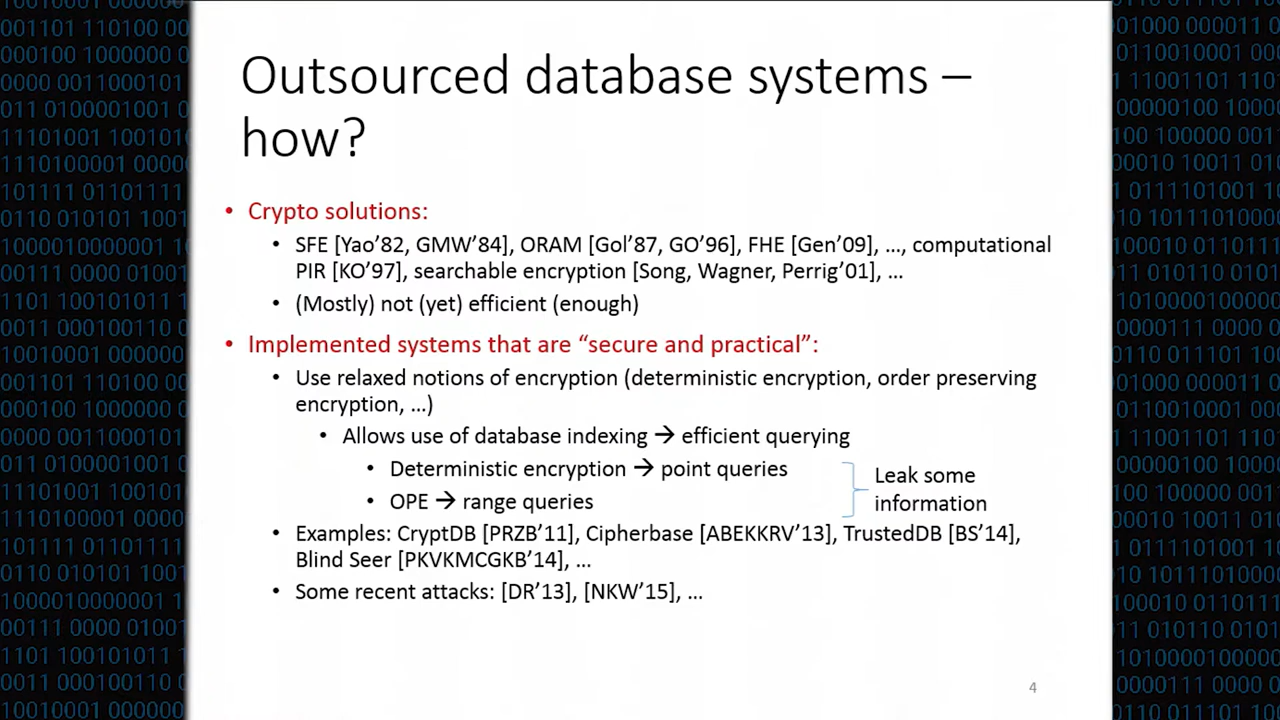 Outsourced database systems –
how?
• Crypto solutions:
• SFE [Yao’82, GMW’84], ORAM [Gol’87, GO’96], FHE [Gen’09], …, computational
PIR [KO’97], searchable encryption [Song, Wagner, Perrig’01], …
• (Mostly) not (yet) efficient (enough)
• Implemented systems that are “secure and practical”:
• Use relaxed notions of encryption (deterministic encryption, order preserving
encryption, …)
• Allows use of database indexing → efficient querying
• Deterministic encryption → point queries
• OPE → range queries
Leak some
information
• Examples: CryptDB [PRZB’11], Cipherbase [ABEKKRV’13], TrustedDB [BS’14],
Blind Seer [PKVKMCGKB’14], …
• Some recent attacks: [DR’13], [NKW’15], …
4